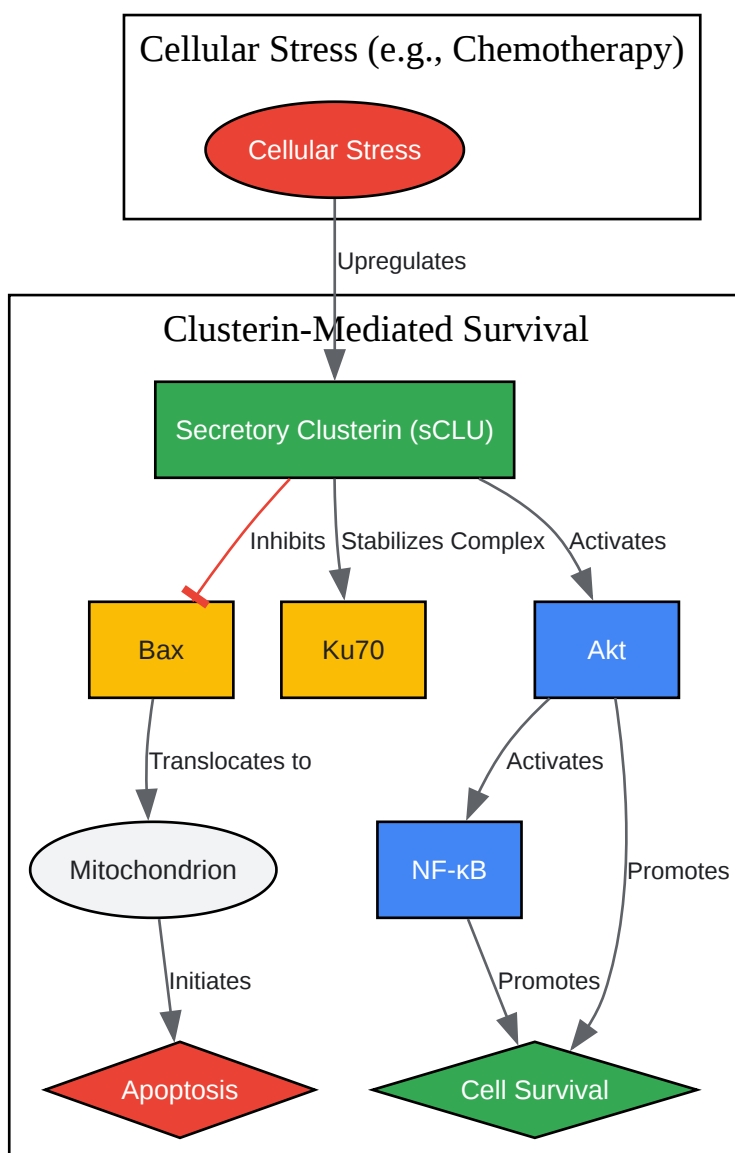 Cellular Stress (e.g., Chemotherapy)
Cellular Stress
Upregulates
Clusterin-Mediated Survival
Secretory Clusterin (sCLU)
Inhibits
Stabilizes Complex
Activates
Bax
Ku70
Akt
Translocates to
Activates
Mitochondrion
NF-κB
Promotes
Initiates
Promotes
Apoptosis
Cell Survival